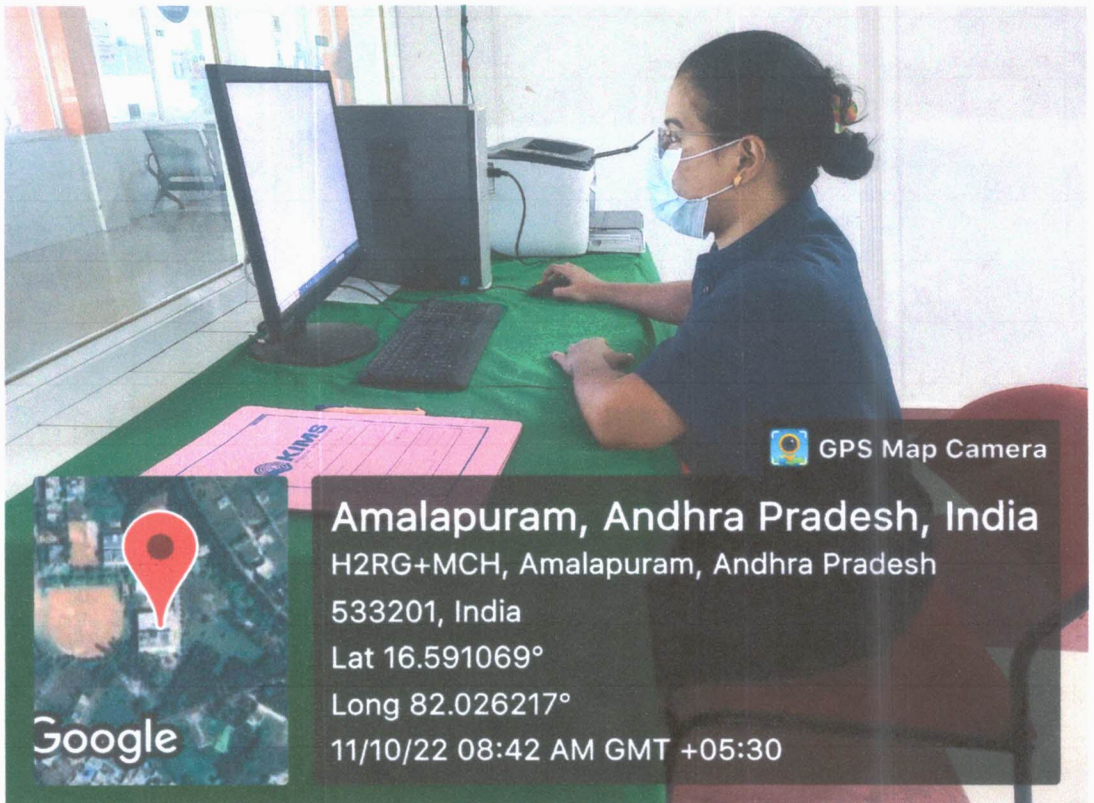 KIMS
GPS Map Camera
Amalapuram, Andhra Pradesh, India
H2RG+MCH, Amalapuram, Andhra Pradesh
533201, India
Lat 16.591069°
Long 82.026217°
11/10/22 08:42 AM GMT +05:30
Google